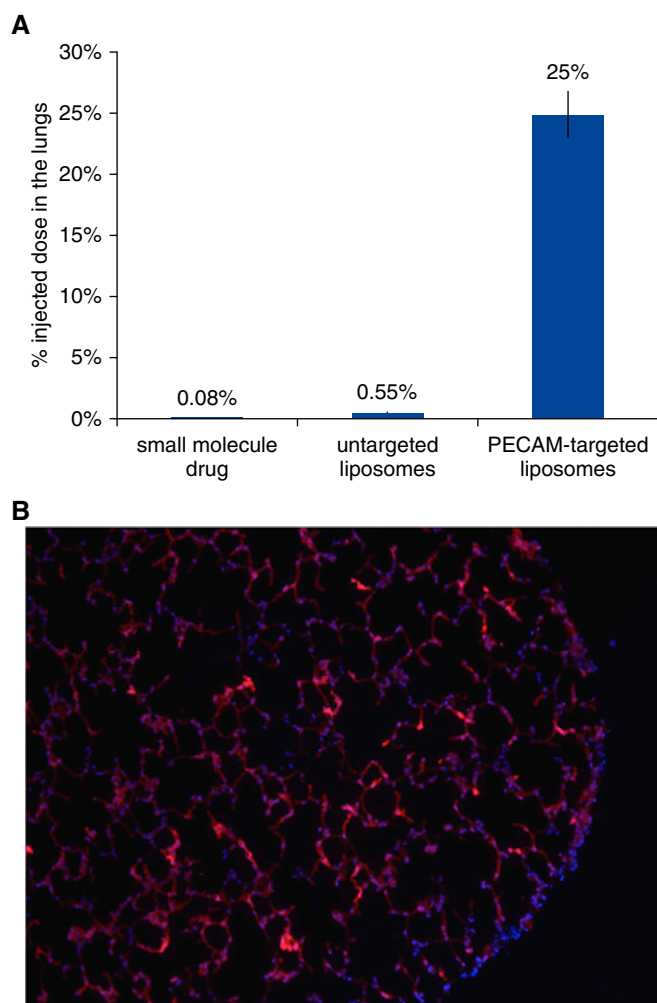 A
% injected dose in the lungs
30%
25%
20%
15%
10%
5%
0%
0.08%
0.55%
25%
small molecule
drug
untargeted
liposomes
PECAM-targeted
liposomes
B